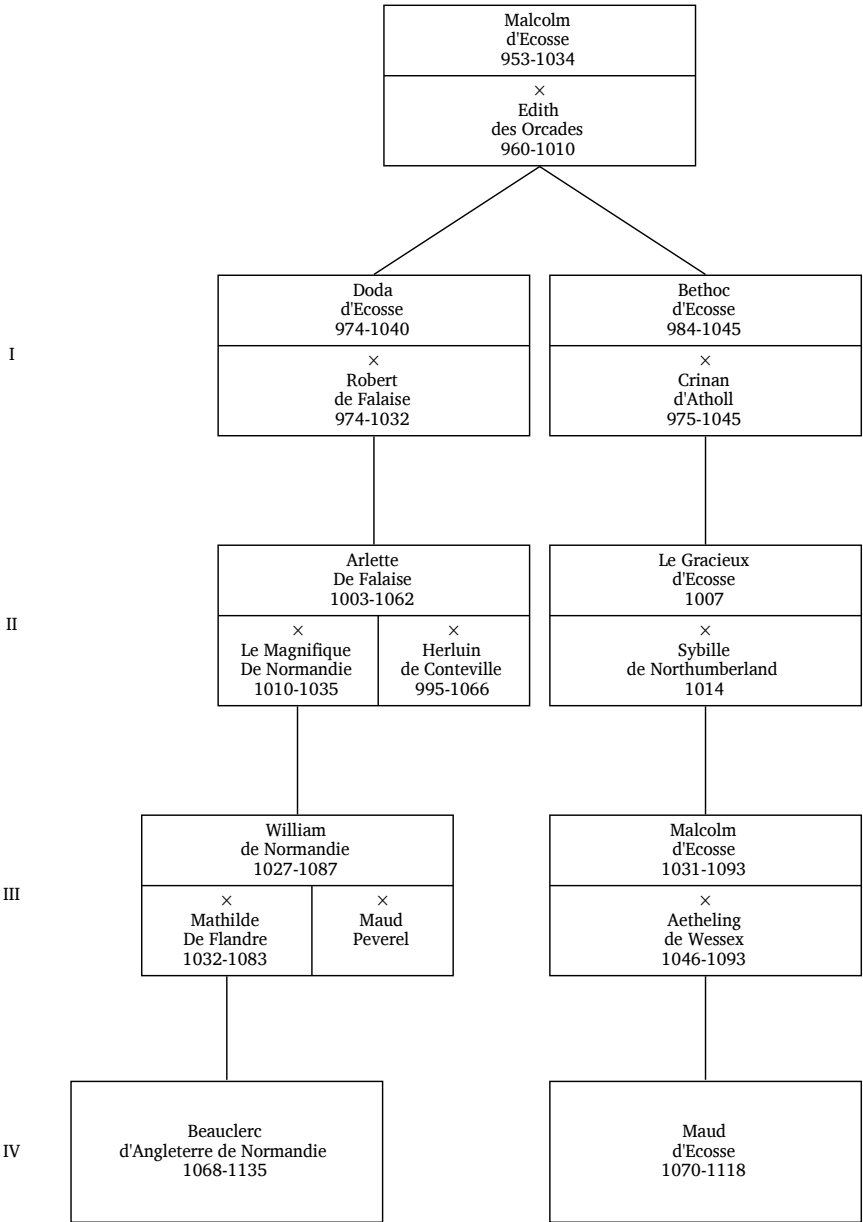 Malcolm
d'Ecosse
953-1034
×
Edith
des Orcades
960-1010
I
Doda
d'Ecosse
974-1040
×
Robert
de Falaise
974-1032
Bethoc
d'Ecosse
984-1045
×
Crinan
d'Atholl
975-1045
II
Arlette
De Falaise
1003-1062
×
Le Magnifique
De Normandie
1010-1035
×
Herluin
de Conteville
995-1066
Le Gracieux
d'Ecosse
1007
×
Sybille
de Northumberland
1014
III
William
de Normandie
1027-1087
×
Mathilde
De Flandre
1032-1083
×
Maud
Peverel
Malcolm
d'Ecosse
1031-1093
×
Aetheling
de Wessex
1046-1093
IV
Beauclerc
d'Angleterre de Normandie
1068-1135
Maud
d'Ecosse
1070-1118